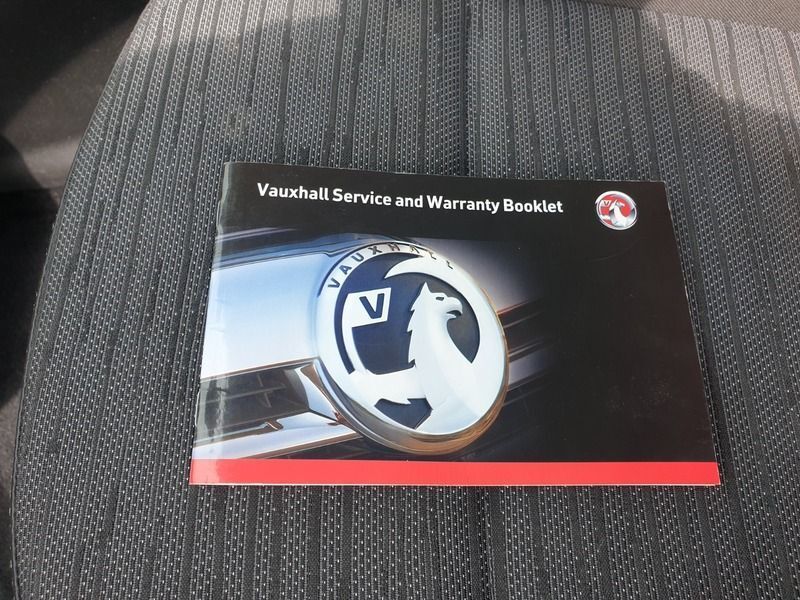 Vauxhall Service and Warranty Booklet
VAUXHALL
V